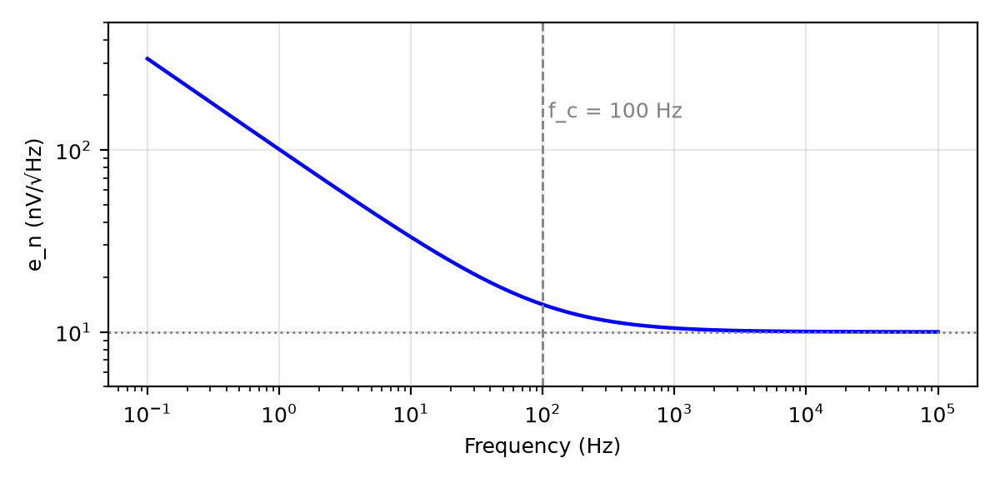 e_n (nV/√Hz)
10²
10¹
f_c = 100 Hz
10⁻¹ 10⁰ 10¹ 10² 10³ 10⁴ 10⁵
Frequency (Hz)